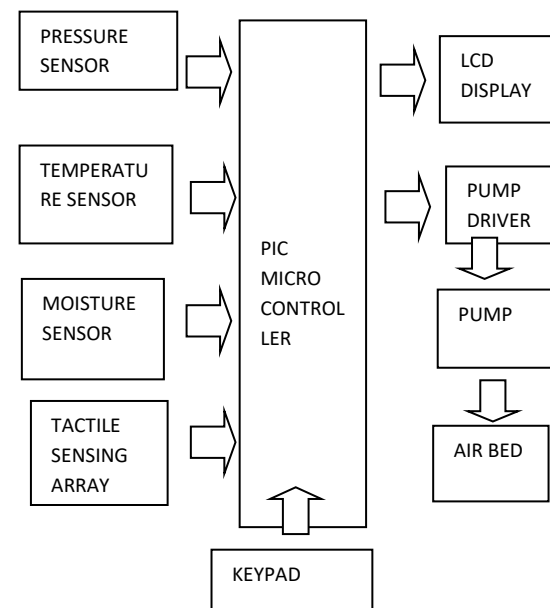 PRESSURE
SENSOR
TEMPERATU
RE SENSOR
MOISTURE
SENSOR
TACTILE
SENSING
ARRAY
PIC
MICRO
CONTROL
LER
KEYPAD
LCD
DISPLAY
PUMP
DRIVER
PUMP
AIR BED